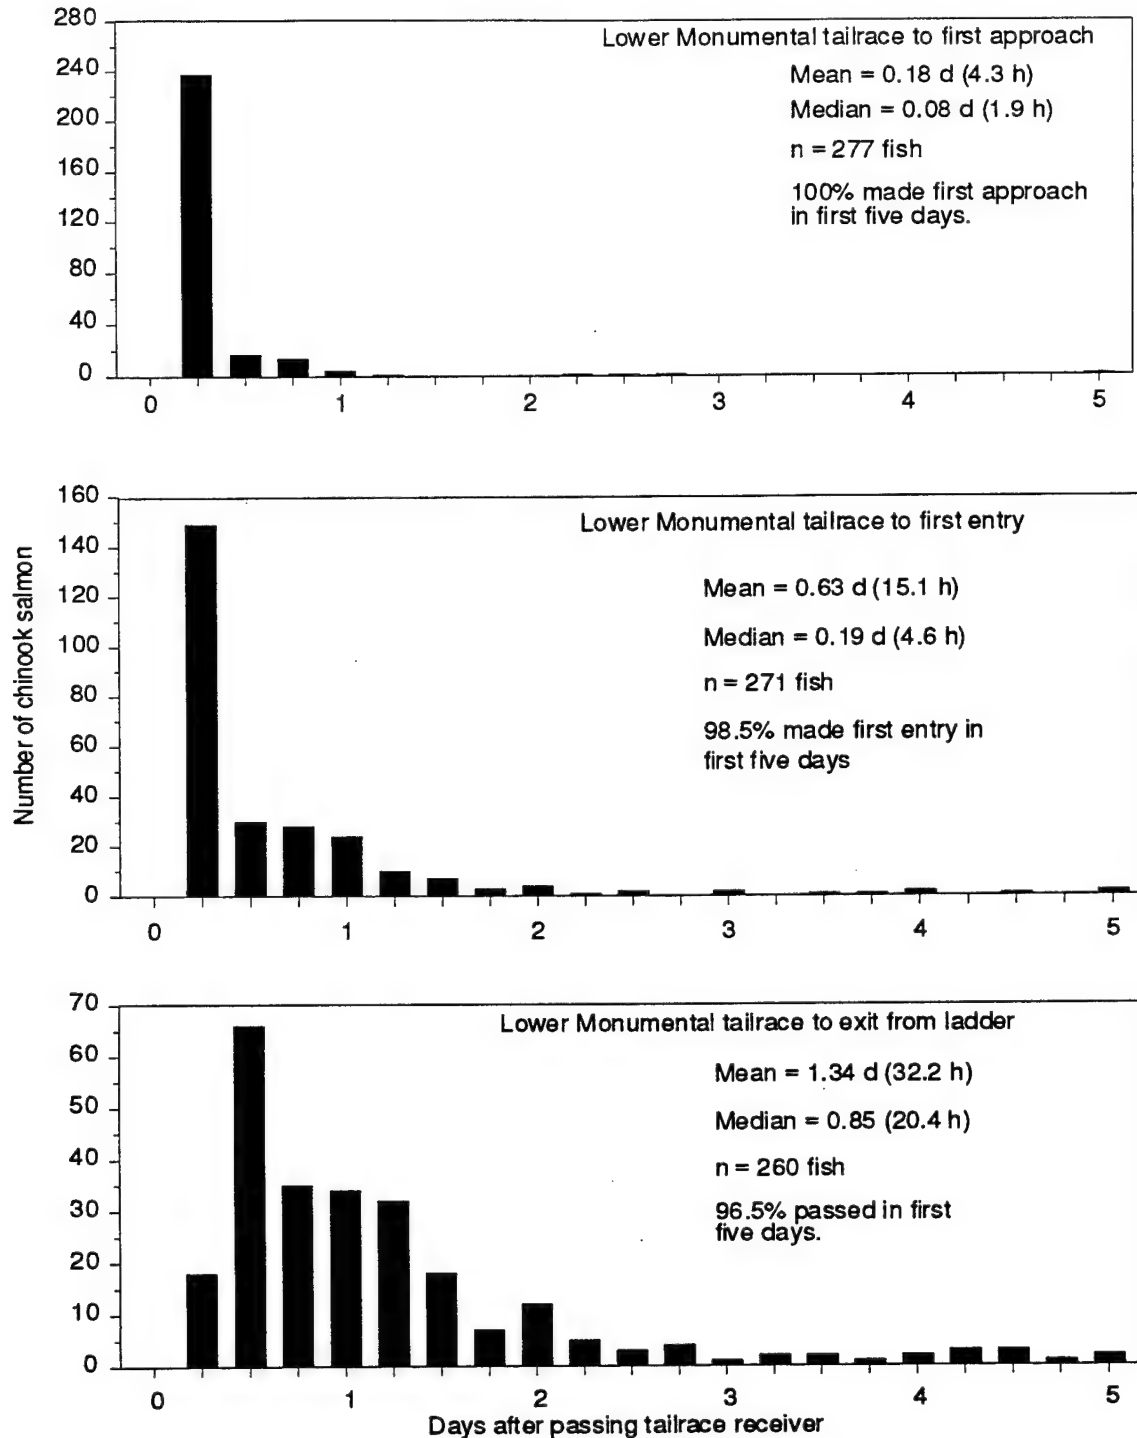 280
240
200
160
120
80
40
0
Lower Monumental tailrace to first approach
Mean = 0.18 d (4.3 h)
Median = 0.08 d (1.9 h)
n = 277 fish
100% made first approach
in first five days.
0 1 2 3 4 5
Number of chinook salmon
160
140
120
100
80
60
40
20
0
Lower Monumental tailrace to first entry
Mean = 0.63 d (15.1 h)
Median = 0.19 d (4.6 h)
n = 271 fish
98.5% made first entry in
first five days
0 1 2 3 4 5
70
60
50
40
30
20
10
0
Lower Monumental tailrace to exit from ladder
Mean = 1.34 d (32.2 h)
Median = 0.85 (20.4 h)
n = 260 fish
96.5% passed in first
five days.
0 1 2 3 4 5
Days after passing tailrace receiver